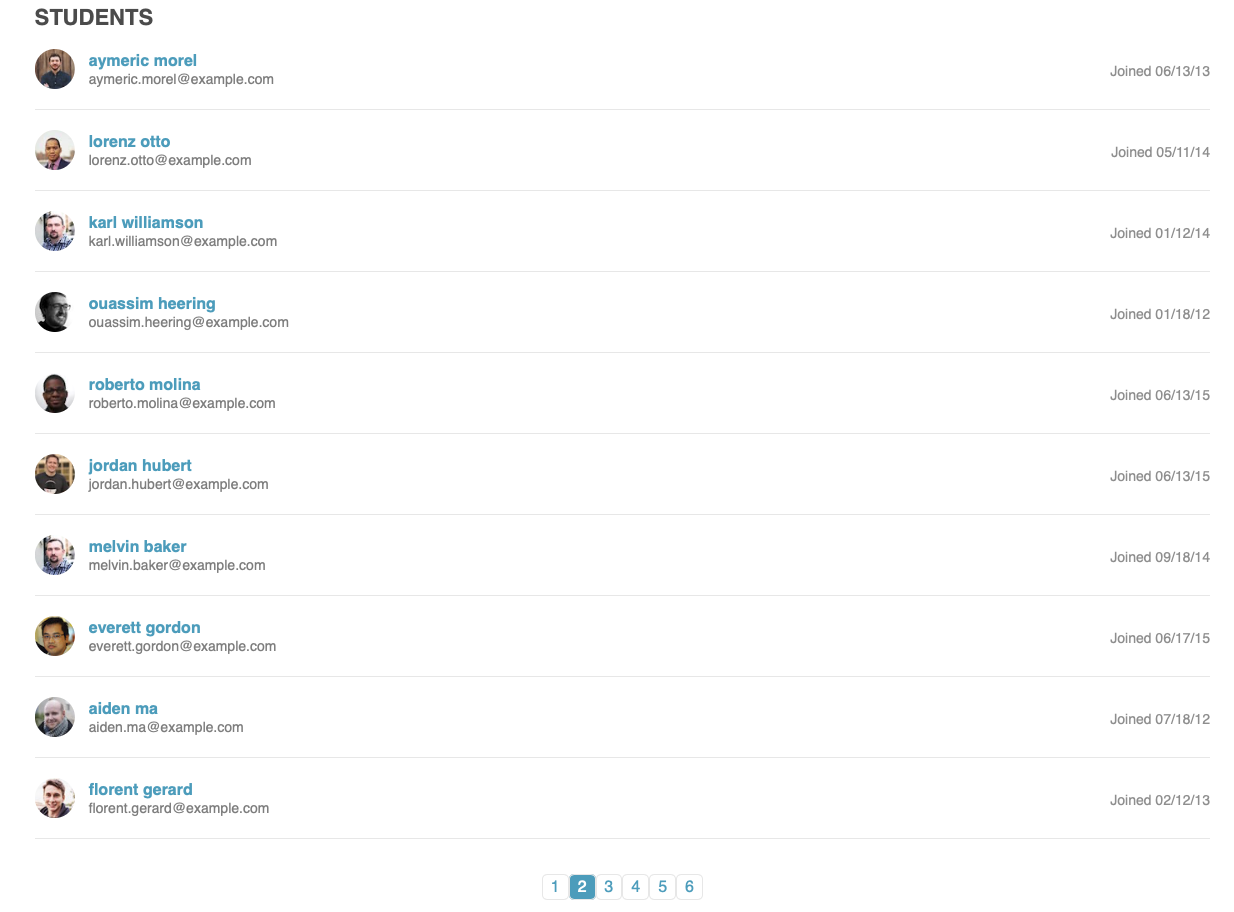 STUDENTS
aymeric morel
aymeric.morel@example.com
Joined 06/13/13
lorenz otto
lorenz.otto@example.com
Joined 05/11/14
karl williamson
karl.williamson@example.com
Joined 01/12/14
ouassim heering
ouassim.heering@example.com
Joined 01/18/12
roberto molina
roberto.molina@example.com
Joined 06/13/15
jordan hubert
jordan.hubert@example.com
Joined 06/13/15
melvin baker
melvin.baker@example.com
Joined 09/18/14
everett gordon
everett.gordon@example.com
Joined 06/17/15
aiden ma
aiden.ma@example.com
Joined 07/18/12
florent gerard
florent.gerard@example.com
Joined 02/12/13
1 2 3 4 5 6